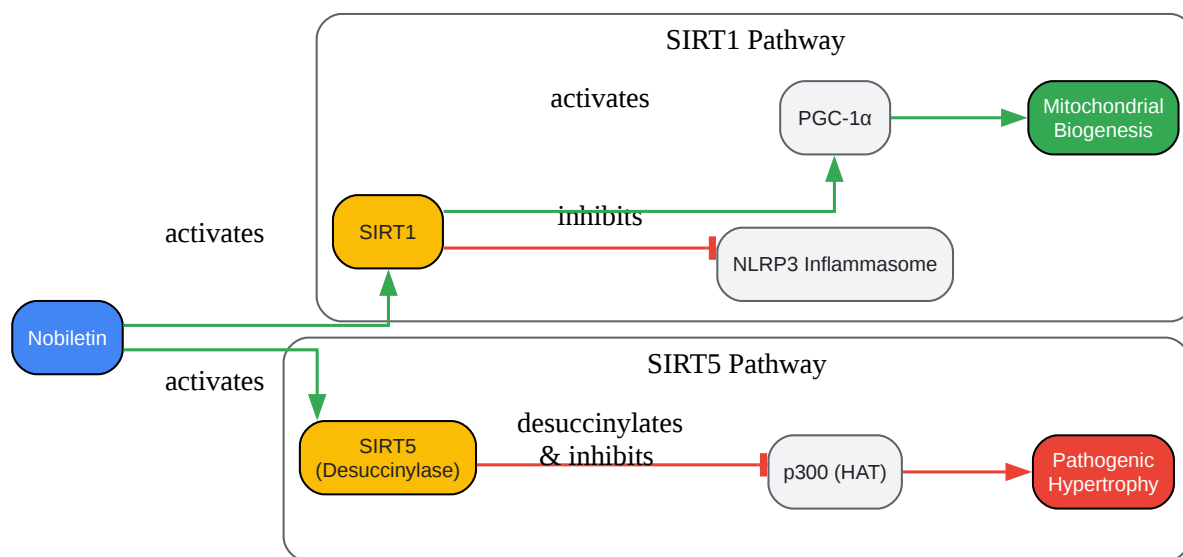 SIRT1 Pathway
activates
PGC-1α
Mitochondrial
Biogenesis
inhibits
SIRT1
activates
NLRP3 Inflammasome
Nobiletin
SIRT5 Pathway
activates
desuccinylates
& inhibits
SIRT5
(Desuccinylase)
p300 (HAT)
Pathogenic
Hypertrophy